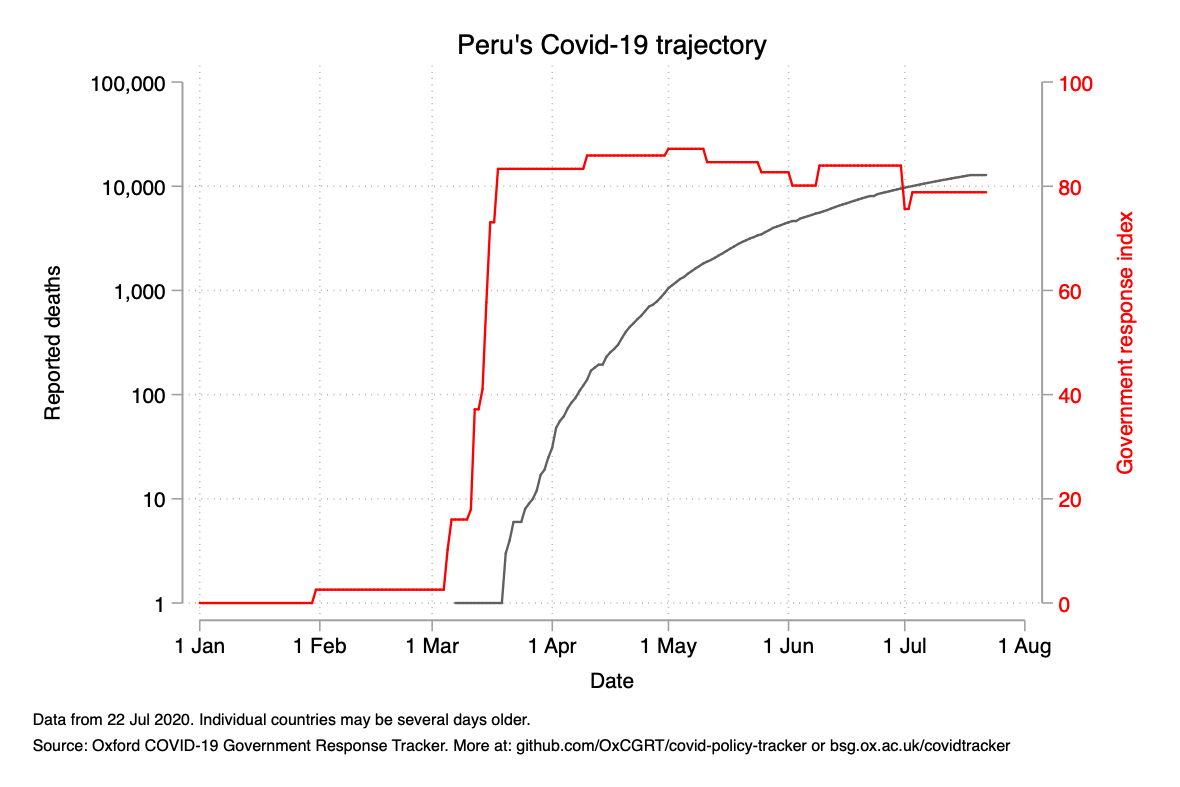 Peru's Covid-19 trajectory
100,000
10,000
1,000
100
10
1
Reported deaths
100
80
60
40
20
0
Government response index
1 Jan 1 Feb 1 Mar 1 Apr 1 May 1 Jun 1 Jul 1 Aug
Date
Data from 22 Jul 2020. Individual countries may be several days older.
Source: Oxford COVID-19 Government Response Tracker. More at: github.com/OxCGRT/covid-policy-tracker or bsg.ox.ac.uk/covidtracker